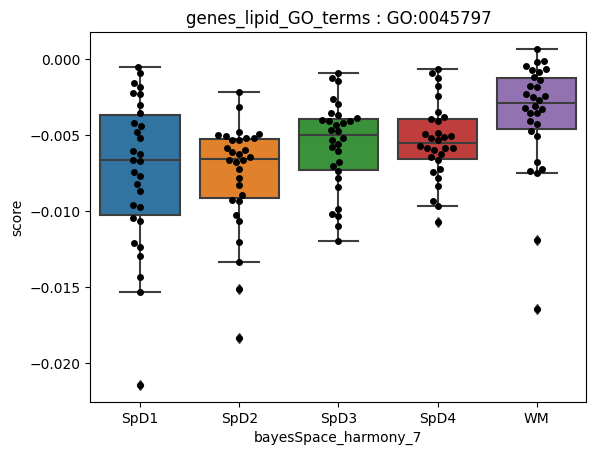 genes_lipid_GO_terms : GO:0045797
0.000
−0.005
−0.010
−0.015
−0.020
score
SpD1 SpD2 SpD3 SpD4 WM
bayesSpace_harmony_7